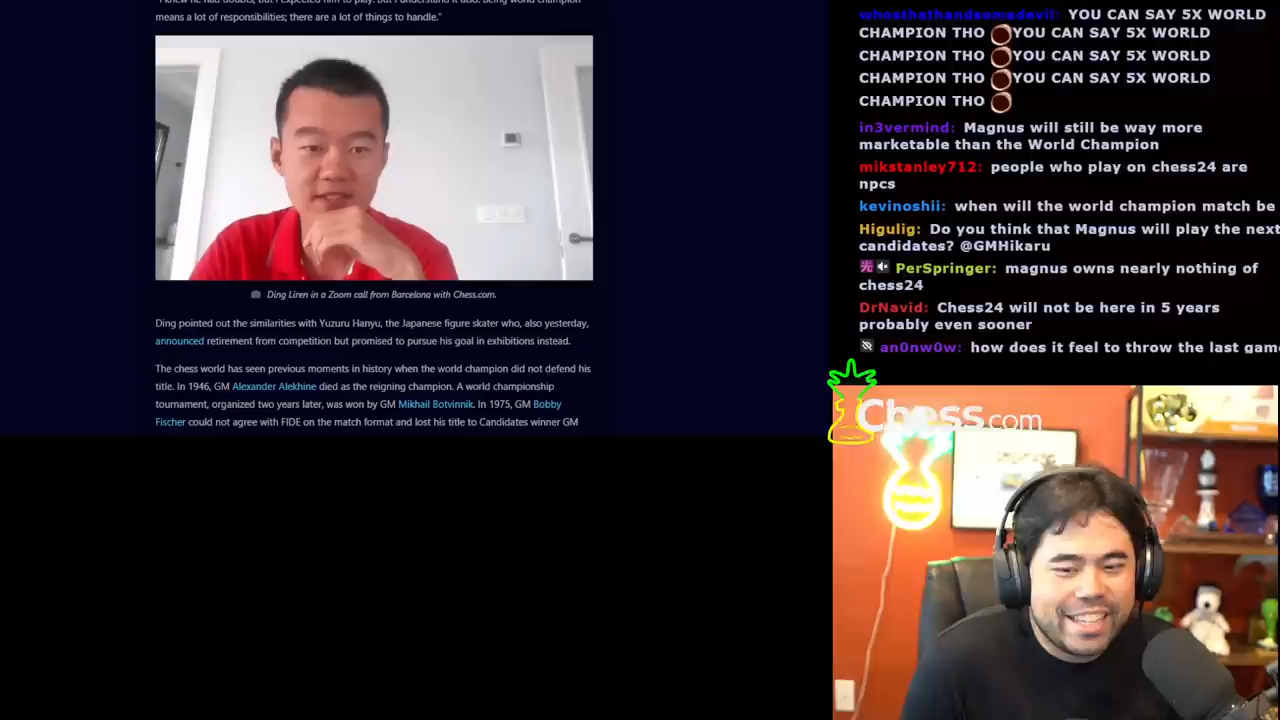 "I knew he had doubts, but I expected him to play. But I understand it also. Being world champion
means a lot of responsibilities; there are a lot of things to handle."
Ding Liren in a Zoom call from Barcelona with Chess.com.
Ding pointed out the similarities with Yuzuru Hanyu, the Japanese figure skater who, also yesterday,
announced retirement from competition but promised to pursue his goal in exhibitions instead.
The chess world has seen previous moments in history when the world champion did not defend his
title. In 1946, GM Alexander Alekhine died as the reigning champion. A world championship
tournament, organized two years later, was won by GM Mikhail Botvinnik. In 1975, GM Bobby
Fischer could not agree with FIDE on the match format and lost his title to Candidates winner GM
whosthathandsomedevil: YOU CAN SAY 5X WORLD
CHAMPION THO YOU CAN SAY 5X WORLD
CHAMPION THO YOU CAN SAY 5X WORLD
CHAMPION THO YOU CAN SAY 5X WORLD
CHAMPION THO
in3vermind: Magnus will still be way more
marketable than the World Champion
mikstanley712: people who play on chess24 are
npcs
kevinoshii: when will the world champion match be
Higulig: Do you think that Magnus will play the next
candidates? @GMHikaru
光 PerSpringer: magnus owns nearly nothing of
chess24
DrNavid: Chess24 will not be here in 5 years
probably even sooner
an0nw0w: how does it feel to throw the last game
Chess.com